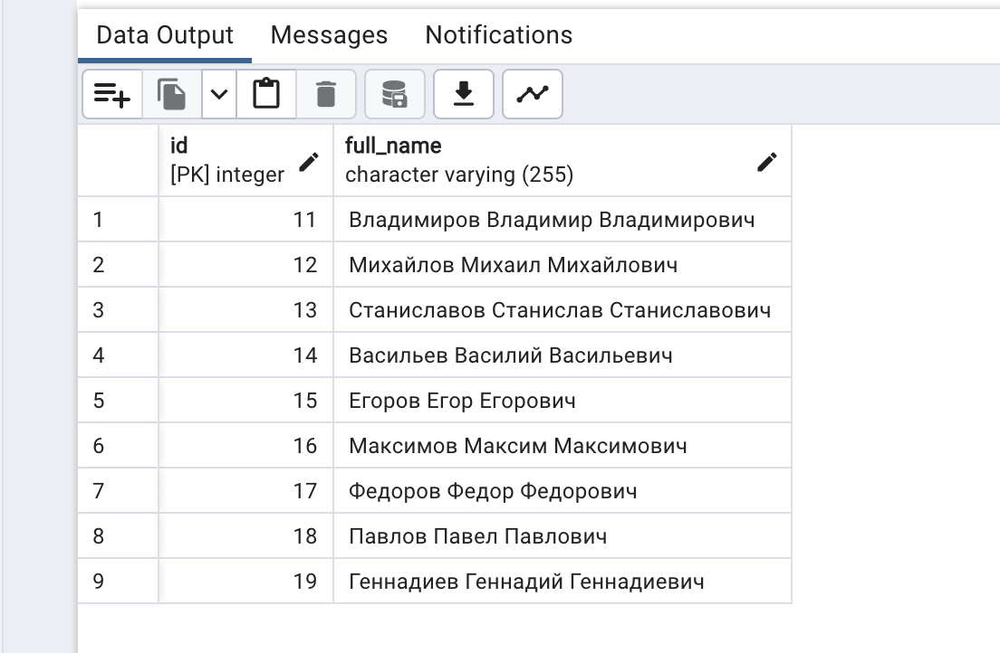 Data Output Messages Notifications
id full_name
[PK] integer character varying (255)
1 11 Владимиров Владимир Владимирович
2 12 Михайлов Михаил Михайлович
3 13 Станиславов Станислав Станиславович
4 14 Васильев Василий Васильевич
5 15 Егоров Егор Егорович
6 16 Максимов Максим Максимович
7 17 Федоров Федор Федорович
8 18 Павлов Павел Павлович
9 19 Геннадиев Геннадий Геннадиевич